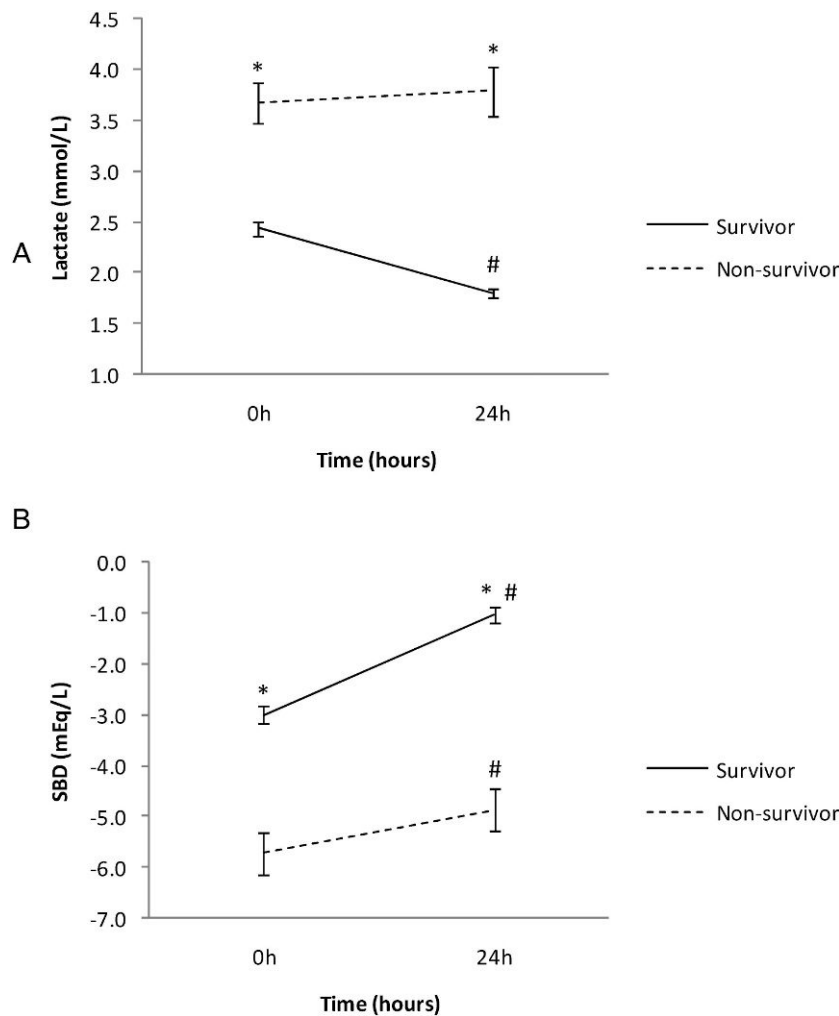 A
Lactate (mmol/L)
4.5
4.0
3.5
3.0
2.5
2.0
1.5
1.0
*
*
#
0h 24h
Time (hours)
Survivor
Non-survivor
B
SBD (mEq/L)
0.0
-1.0
-2.0
-3.0
-4.0
-5.0
-6.0
-7.0
*
* #
#
0h 24h
Time (hours)
Survivor
Non-survivor